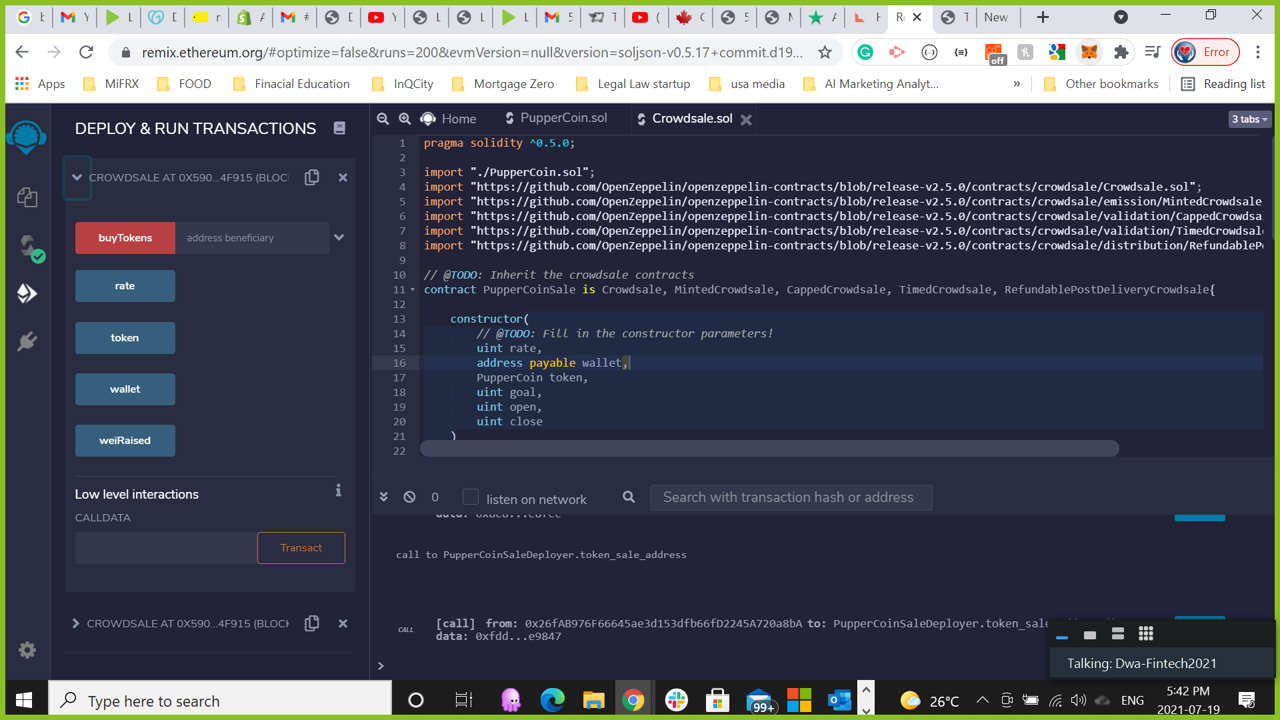 G b
Y
L
D
n
A
#
D
Y
L
L
L
5
T
(
C
5
M
A
H
R
T
New
remix.ethereum.org/#optimize=false&runs=200&evmVersion=null&version=soljson-v0.5.17+commit.d19...
off
Error
Apps
MiFRX
FOOD
Finacial Education
InQCity
Mortgage Zero
Legal Law startup
usa media
AI Marketing Analyt...
»
Other bookmarks
Reading list
DEPLOY & RUN TRANSACTIONS
Home
PupperCoin.sol
Crowdsale.sol
3 tabs
CROWDSALE AT 0X590...4F915 (BLOC
buyTokens address beneficiary
rate
token
wallet
weiRaised
Low level interactions
CALLDATA
Transact
CROWDSALE AT 0X590...4F915 (BLOC
1 pragma solidity ^0.5.0;
2
3 import "./PupperCoin.sol";
4 import "https://github.com/OpenZeppelin/openzeppelin-contracts/blob/release-v2.5.0/contracts/crowdsale/Crowdsale.sol";
5 import "https://github.com/OpenZeppelin/openzeppelin-contracts/blob/release-v2.5.0/contracts/crowdsale/emission/MintedCrowdsale
6 import "https://github.com/OpenZeppelin/openzeppelin-contracts/blob/release-v2.5.0/contracts/crowdsale/validation/CappedCrowdsa
7 import "https://github.com/OpenZeppelin/openzeppelin-contracts/blob/release-v2.5.0/contracts/crowdsale/validation/TimedCrowdsal
8 import "https://github.com/OpenZeppelin/openzeppelin-contracts/blob/release-v2.5.0/contracts/crowdsale/distribution/RefundablePo
9
10 // @TODO: Inherit the crowdsale contracts
11 contract PupperCoinSale is Crowdsale, MintedCrowdsale, CappedCrowdsale, TimedCrowdsale, RefundablePostDeliveryCrowdsale{
12
13 constructor(
14 // @TODO: Fill in the constructor parameters!
15 uint rate,
16 address payable wallet,
17 PupperCoin token,
18 uint goal,
19 uint open,
20 uint close
21 )
22
0 listen on network
Search with transaction hash or address
call to PupperCoinSaleDeployer.token_sale_address
CALL [call] from: 0x26fAB976F66645ae3d153dfb66fD2245A720a8bA to: PupperCoinSaleDeployer.token_sale
data: 0xfdd...e9847
>
Talking: Dwa-Fintech2021
Type here to search
99+
26°C
ENG
5:42 PM
2021-07-19